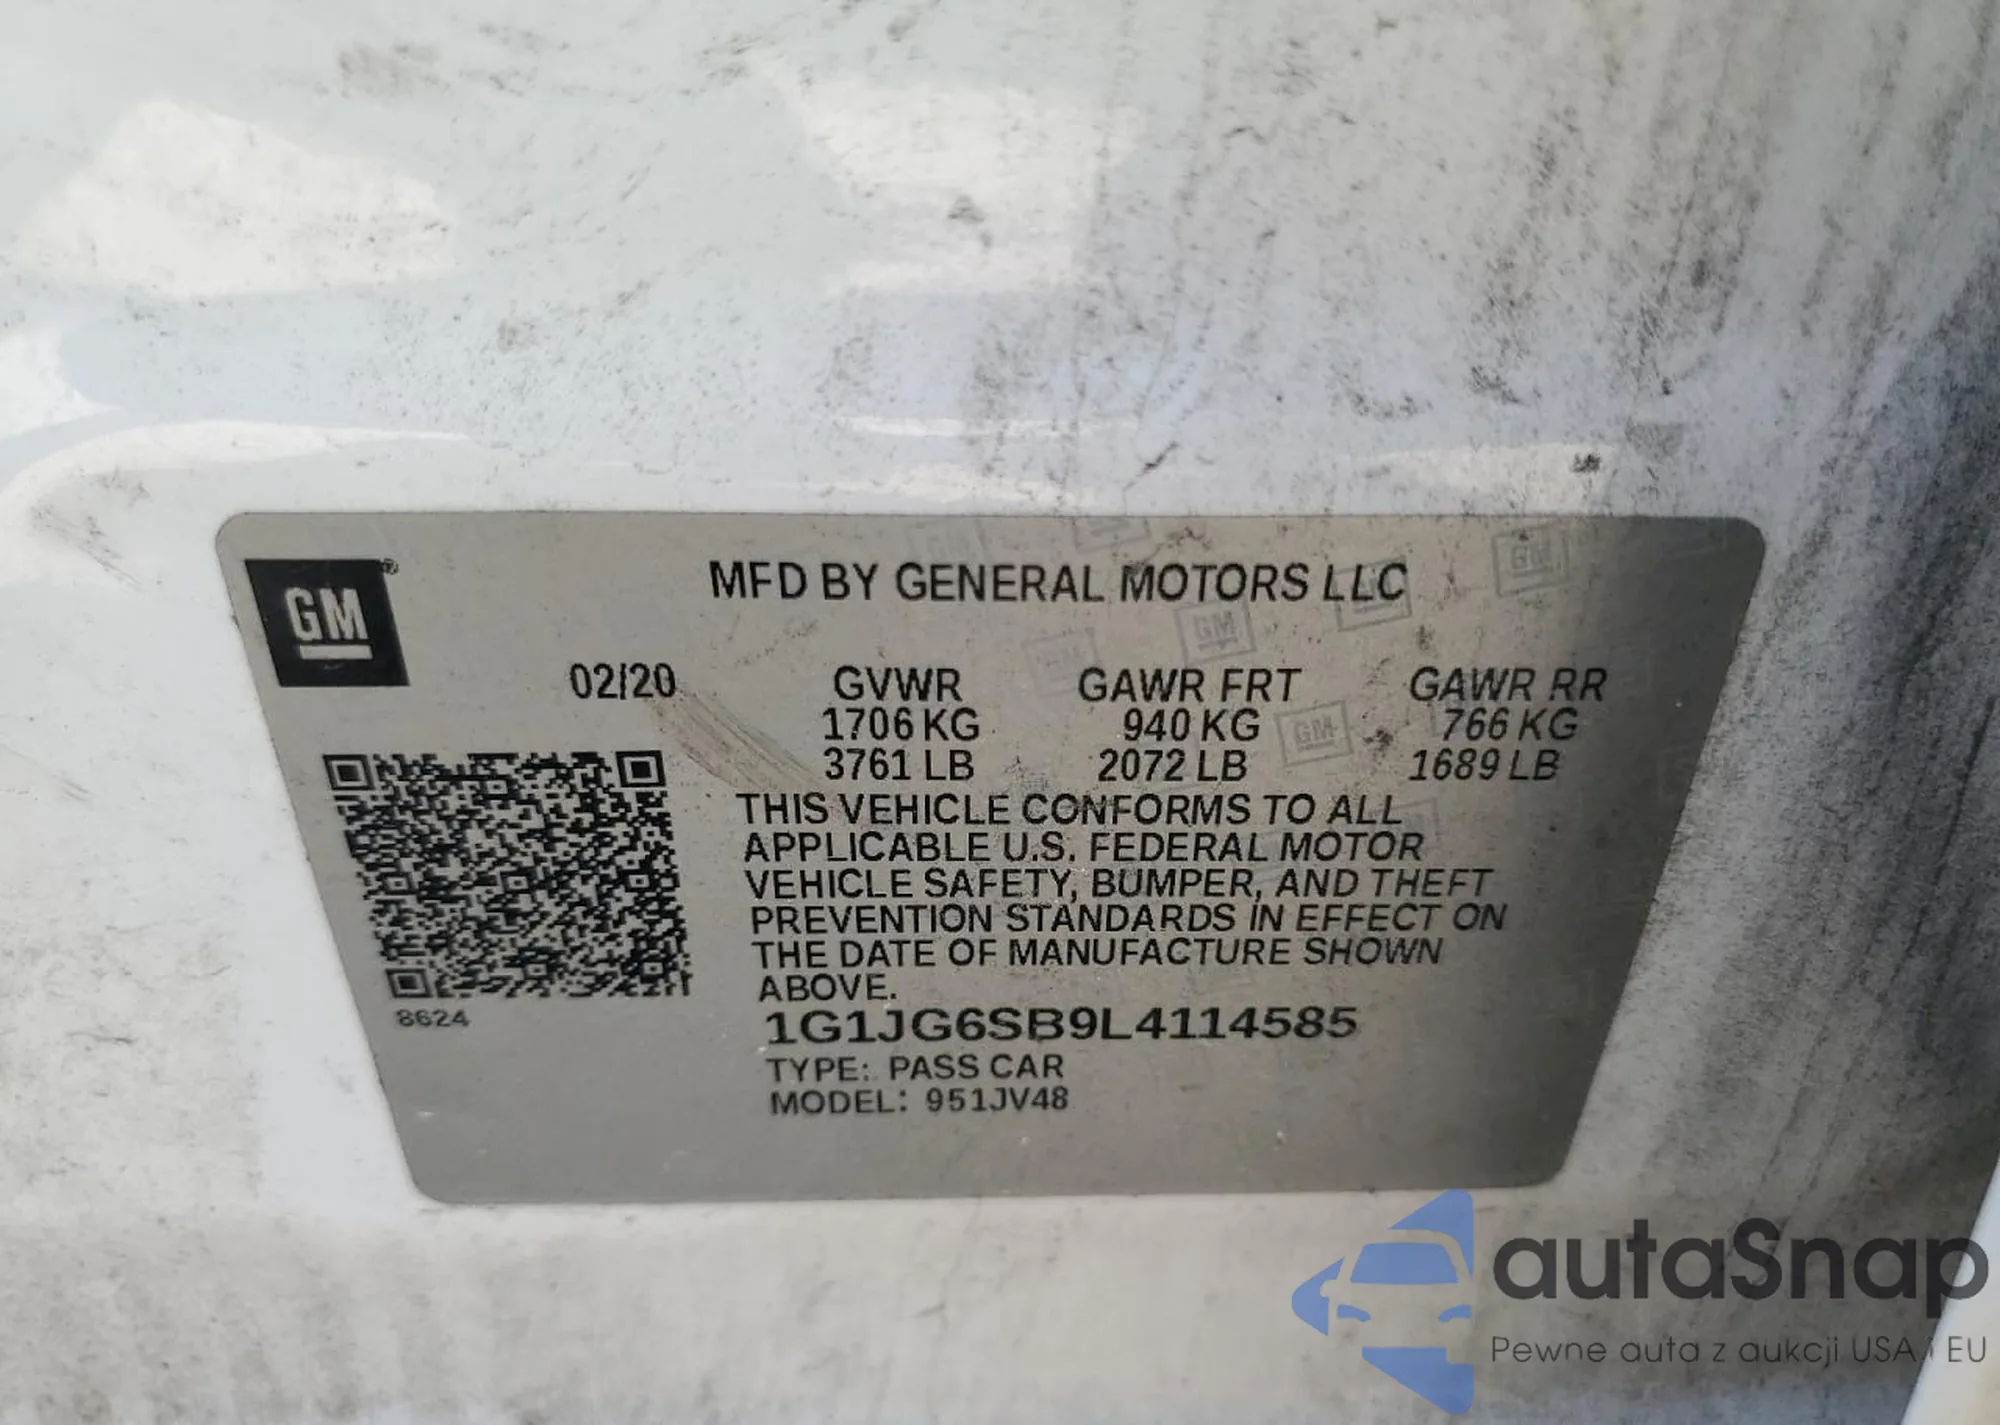 GM®
MFD BY GENERAL MOTORS LLC
02/20 GVWR GAWR FRT GAWR RR
1706 KG 940 KG 766 KG
3761 LB 2072 LB 1689 LB
THIS VEHICLE CONFORMS TO ALL
APPLICABLE U.S. FEDERAL MOTOR
VEHICLE SAFETY, BUMPER, AND THEFT
PREVENTION STANDARDS IN EFFECT ON
THE DATE OF MANUFACTURE SHOWN
ABOVE.
8624
1G1JG6SB9L4114585
TYPE: PASS CAR
MODEL: 951JV48
autaSnap
Pewne auta z aukcji USA i EU